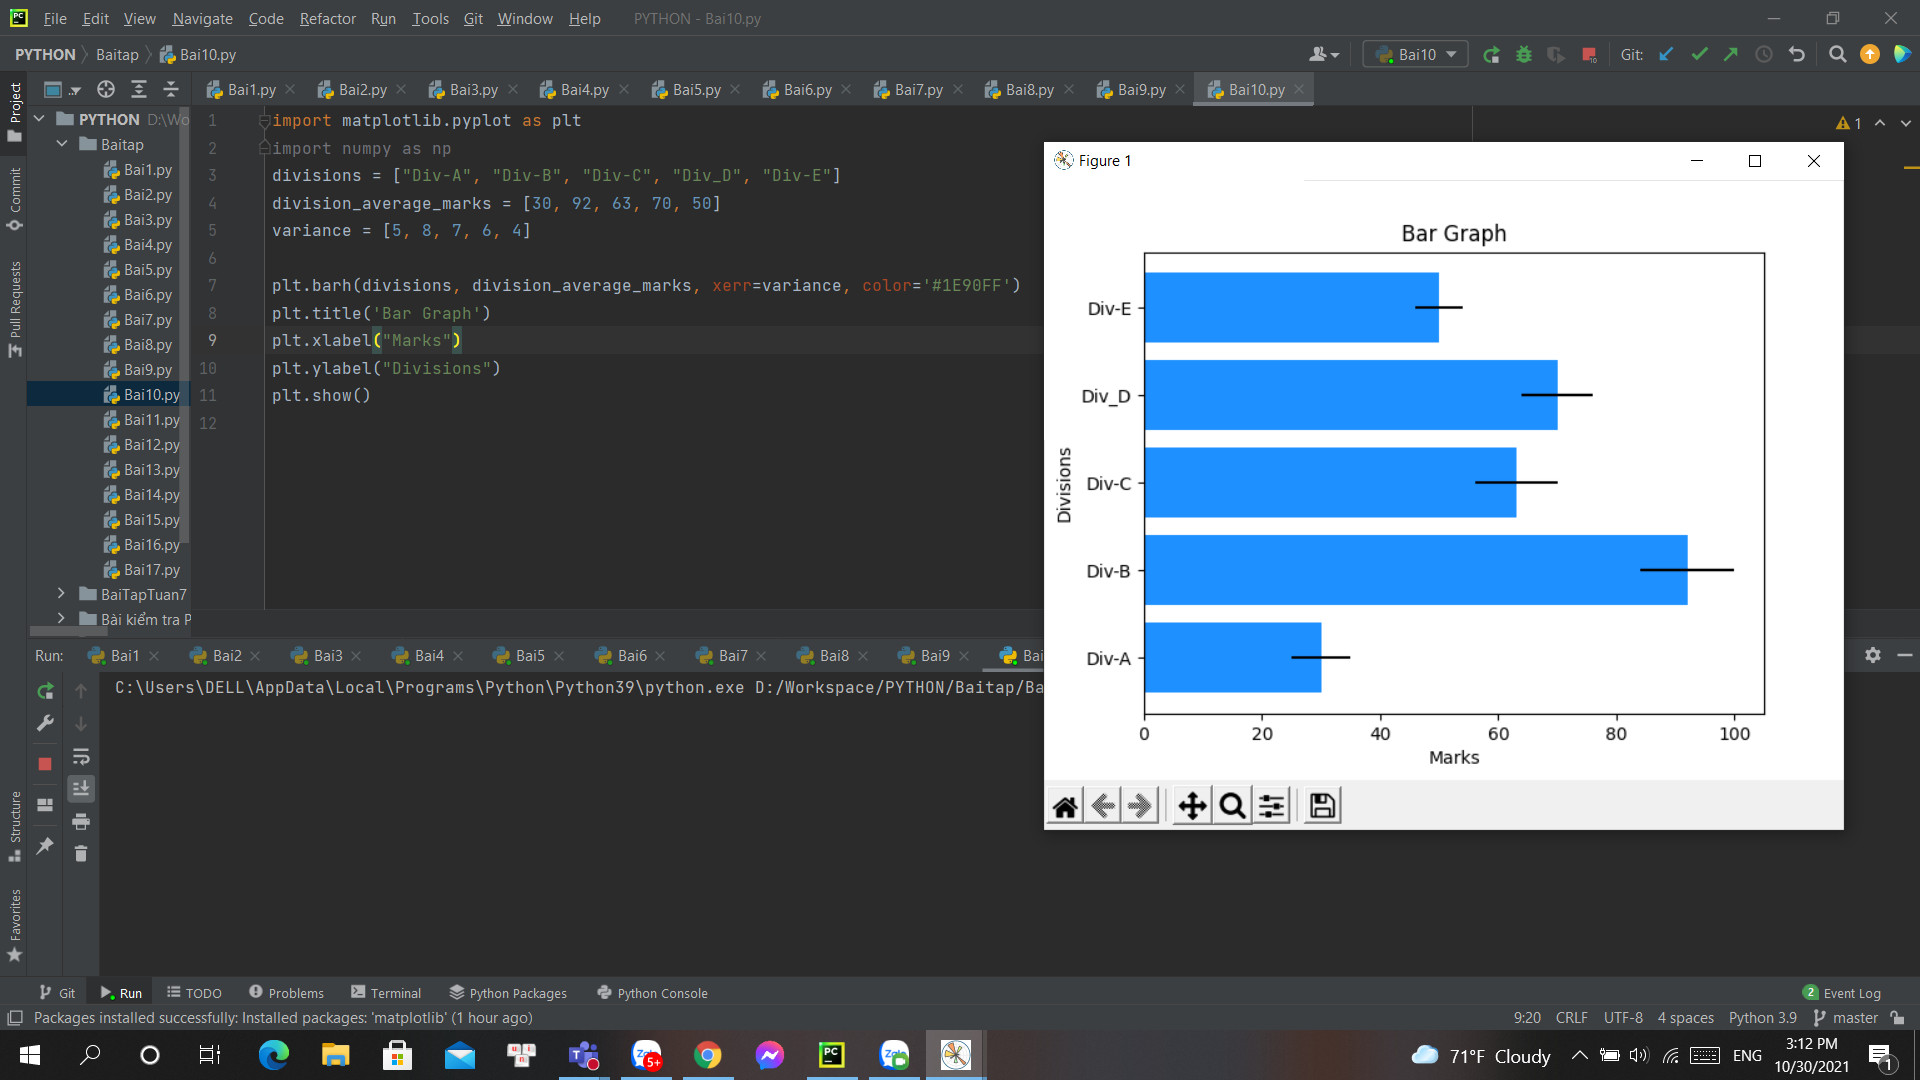 File Edit View Navigate Code Refactor Run Tools Git Window Help PYTHON - Bai10.py
PYTHON Baitap Bai10.py
Bai10 Git:
Project
Commit
Pull Requests
Bai1.py Bai2.py Bai3.py Bai4.py Bai5.py Bai6.py Bai7.py Bai8.py Bai9.py Bai10.py
PYTHON D:\Wo
Baitap
Bai1.py
Bai2.py
Bai3.py
Bai4.py
Bai5.py
Bai6.py
Bai7.py
Bai8.py
Bai9.py
Bai10.py
Bai11.py
Bai12.py
Bai13.py
Bai14.py
Bai15.py
Bai16.py
Bai17.py
BaiTapTuan7
Bài kiểm tra P
1 import matplotlib.pyplot as plt
2 import numpy as np
3 divisions = ["Div-A", "Div-B", "Div-C", "Div_D", "Div-E"]
4 division_average_marks = [30, 92, 63, 70, 50]
5 variance = [5, 8, 7, 6, 4]
6
7 plt.barh(divisions, division_average_marks, xerr=variance, color='#1E90FF')
8 plt.title('Bar Graph')
9 plt.xlabel("Marks")
10 plt.ylabel("Divisions")
11 plt.show()
12
1
Figure 1
Bar Graph
Div-E
Div_D
Div-C
Div-B
Div-A
Divisions
0 20 40 60 80 100
Marks
Run: Bai1 Bai2 Bai3 Bai4 Bai5 Bai6 Bai7 Bai8 Bai9 Bai
C:\Users\DELL\AppData\Local\Programs\Python\Python39\python.exe D:/Workspace/PYTHON/Baitap/Ba
Structure
Favorites
Git Run TODO Problems Terminal Python Packages Python Console 2 Event Log
Packages installed successfully: Installed packages: 'matplotlib' (1 hour ago) 9:20 CRLF UTF-8 4 spaces Python 3.9 master
71°F Cloudy ENG
3:12 PM
10/30/2021
5+
1